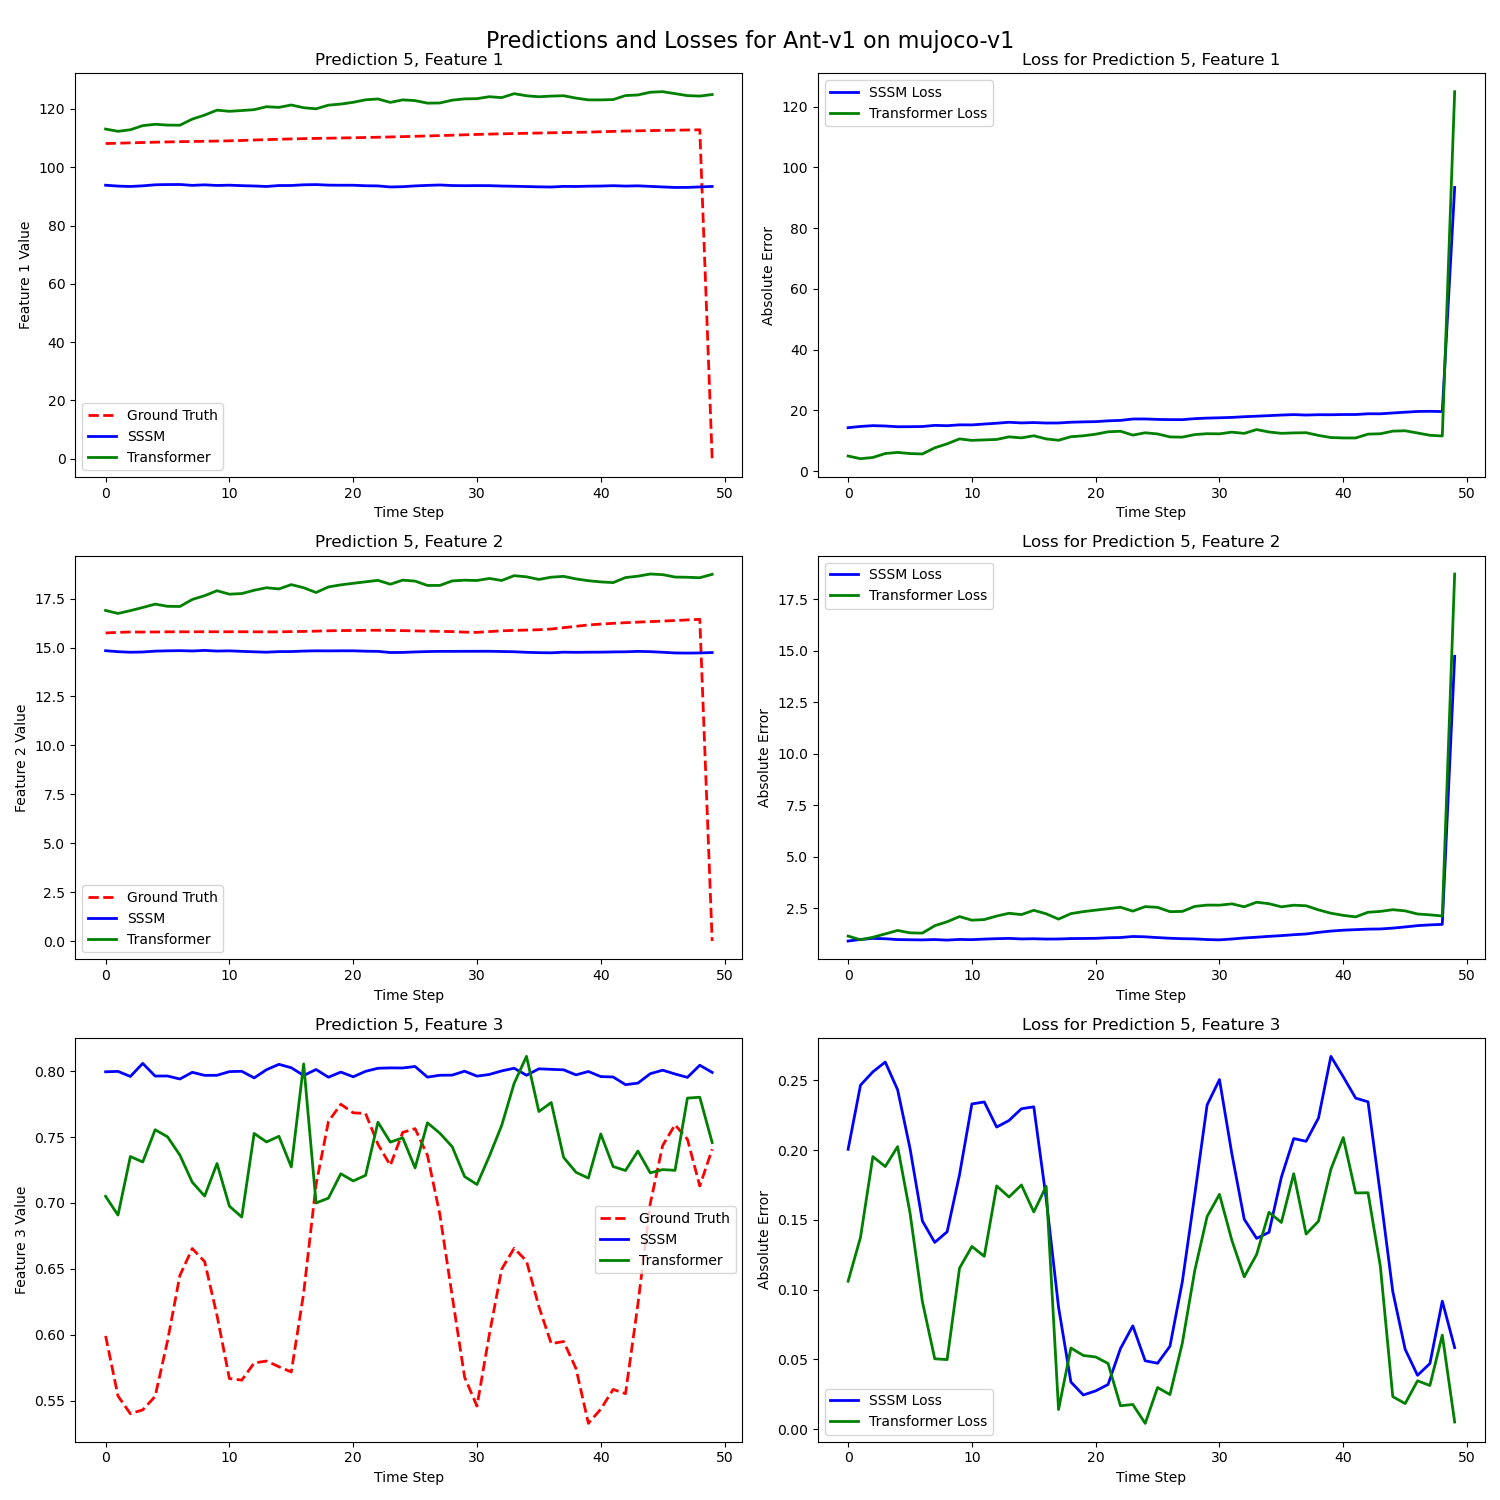 Predictions and Losses for Ant-v1 on mujoco-v1
Prediction 5, Feature 1
Feature 1 Value
120
100
80
60
40
20
0
Ground Truth
SSSM
Transformer
0 10 20 30 40 50
Time Step
Loss for Prediction 5, Feature 1
Absolute Error
120
100
80
60
40
20
0
SSSM Loss
Transformer Loss
0 10 20 30 40 50
Time Step
Prediction 5, Feature 2
Feature 2 Value
17.5
15.0
12.5
10.0
7.5
5.0
2.5
0.0
Ground Truth
SSSM
Transformer
0 10 20 30 40 50
Time Step
Loss for Prediction 5, Feature 2
Absolute Error
17.5
15.0
12.5
10.0
7.5
5.0
2.5
SSSM Loss
Transformer Loss
0 10 20 30 40 50
Time Step
Prediction 5, Feature 3
Feature 3 Value
0.80
0.75
0.70
0.65
0.60
0.55
Ground Truth
SSSM
Transformer
0 10 20 30 40 50
Time Step
Loss for Prediction 5, Feature 3
Absolute Error
0.25
0.20
0.15
0.10
0.05
0.00
SSSM Loss
Transformer Loss
0 10 20 30 40 50
Time Step